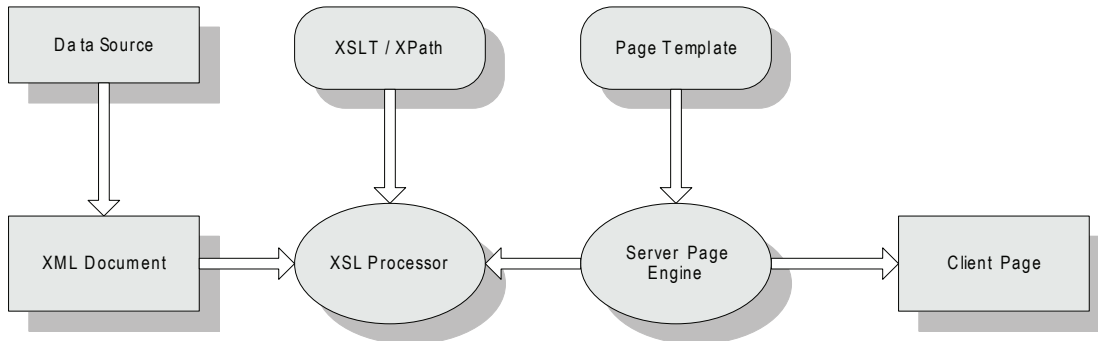 Data Source
XSLT / XPath
Page Template
XML Document
XSL Processor
Server Page
Engine
Client Page